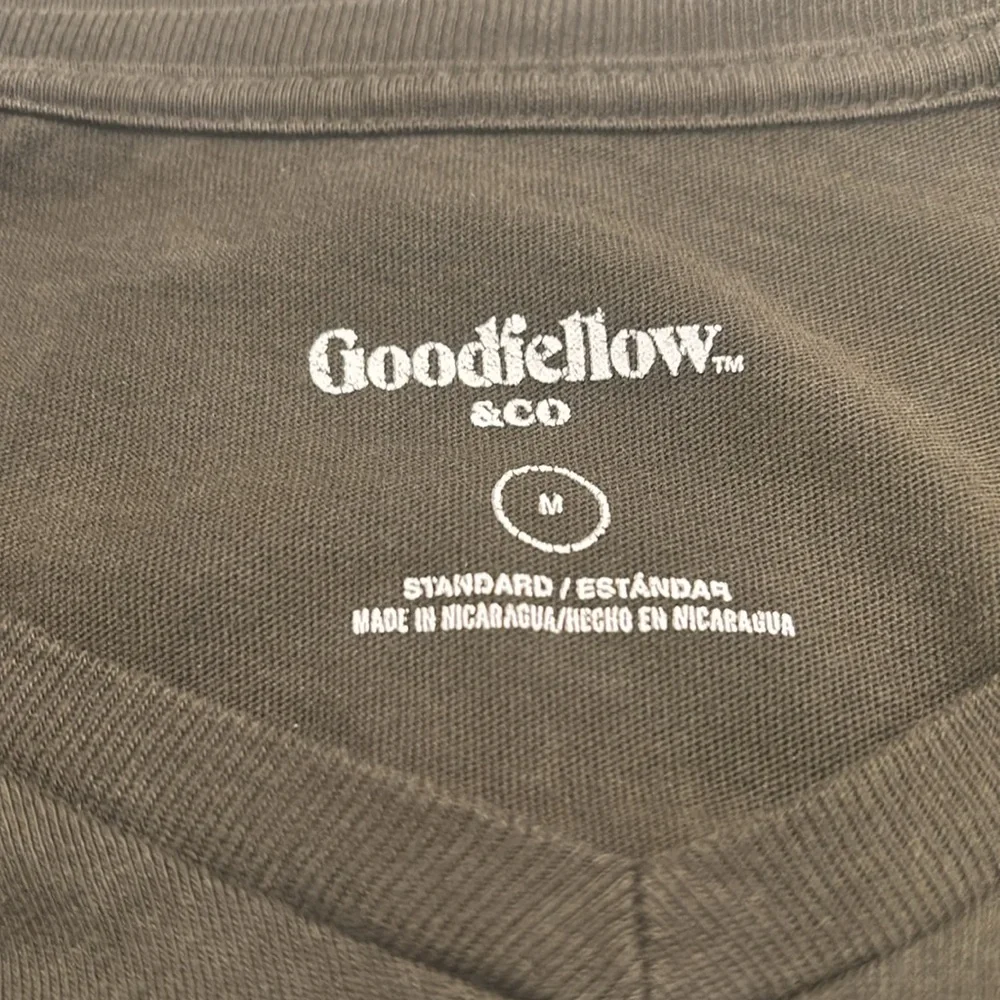 Goodfellow™
&CO
M
STANDARD / ESTÁNDAR
MADE IN NICARAGUA/HECHO EN NICARAGUA